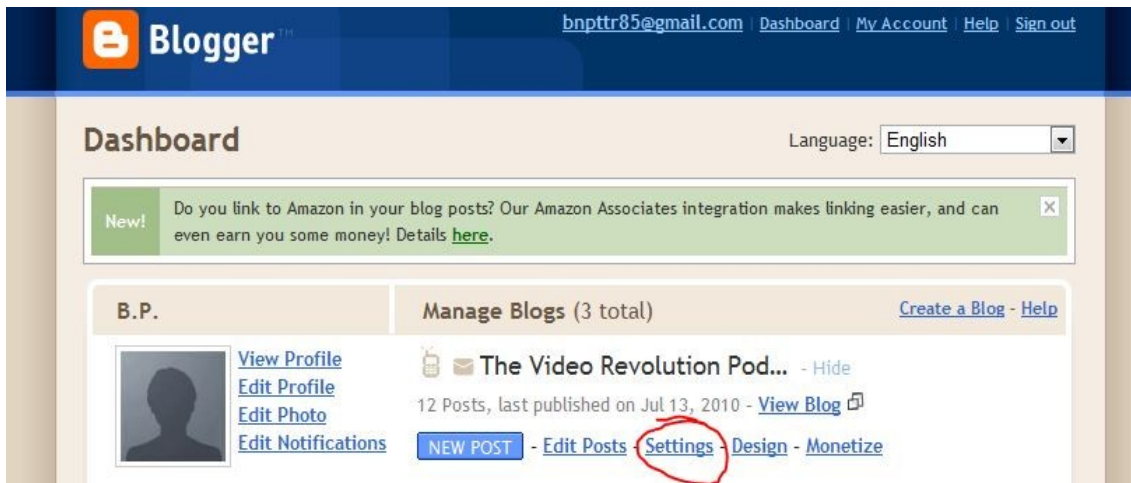 Blogger™
bnpttr85@gmail.com | Dashboard | My Account | Help | Sign out
Dashboard
Language: English
New!
Do you link to Amazon in your blog posts? Our Amazon Associates integration makes linking easier, and can
even earn you some money! Details here.
B.P.
Manage Blogs (3 total)
Create a Blog - Help
View Profile
Edit Profile
Edit Photo
Edit Notifications
The Video Revolution Pod... - Hide
12 Posts, last published on Jul 13, 2010 - View Blog
NEW POST - Edit Posts - Settings - Design - Monetize